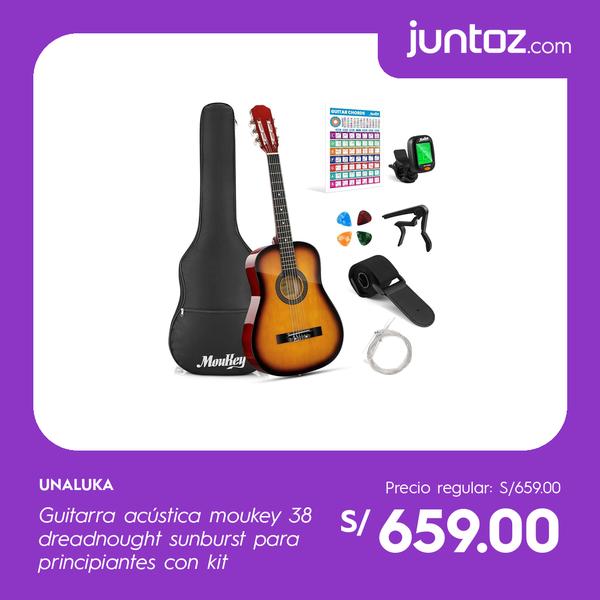 juntoz.com
GUITAR CHORDS
MouKey
UNALUKA
Guitarra acústica moukey 38
dreadnought sunburst para
principiantes con kit
Precio regular: S/659.00
S/ 659.00